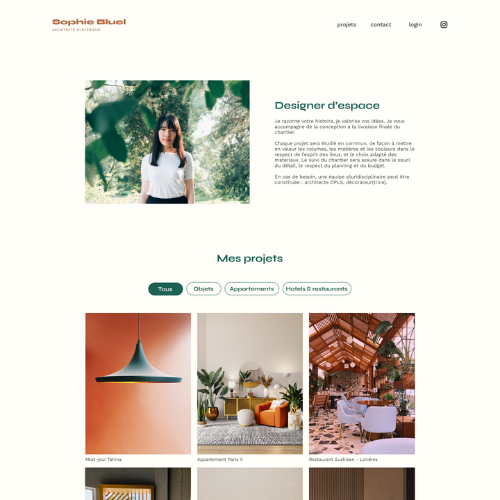 Sophie Bluel
ARCHITECTE D'INTÉRIEUR
projets contact login
Designer d'espace
Je raconte votre histoire, je valorise vos idées. Je vous
accompagne de la conception à la livraison finale du
chantier.
Chaque projet sera étudié en commun, de façon à mettre
en valeur les volumes, les matières et les couleurs dans le
respect de l'esprit des lieux, et le choix adapté des
matériaux. Le suivi du chantier sera assuré dans le souci
du détail, le respect du planning et du budget.
En cas de besoin, une équipe pluridisciplinaire peut être
constituée : architecte DPLG, décorateur(trice).
Mes projets
Tous Objets Appartements Hotels & restaurants
Abat-jour Tahina Appartement Paris V Restaurant Sushisen - Londres